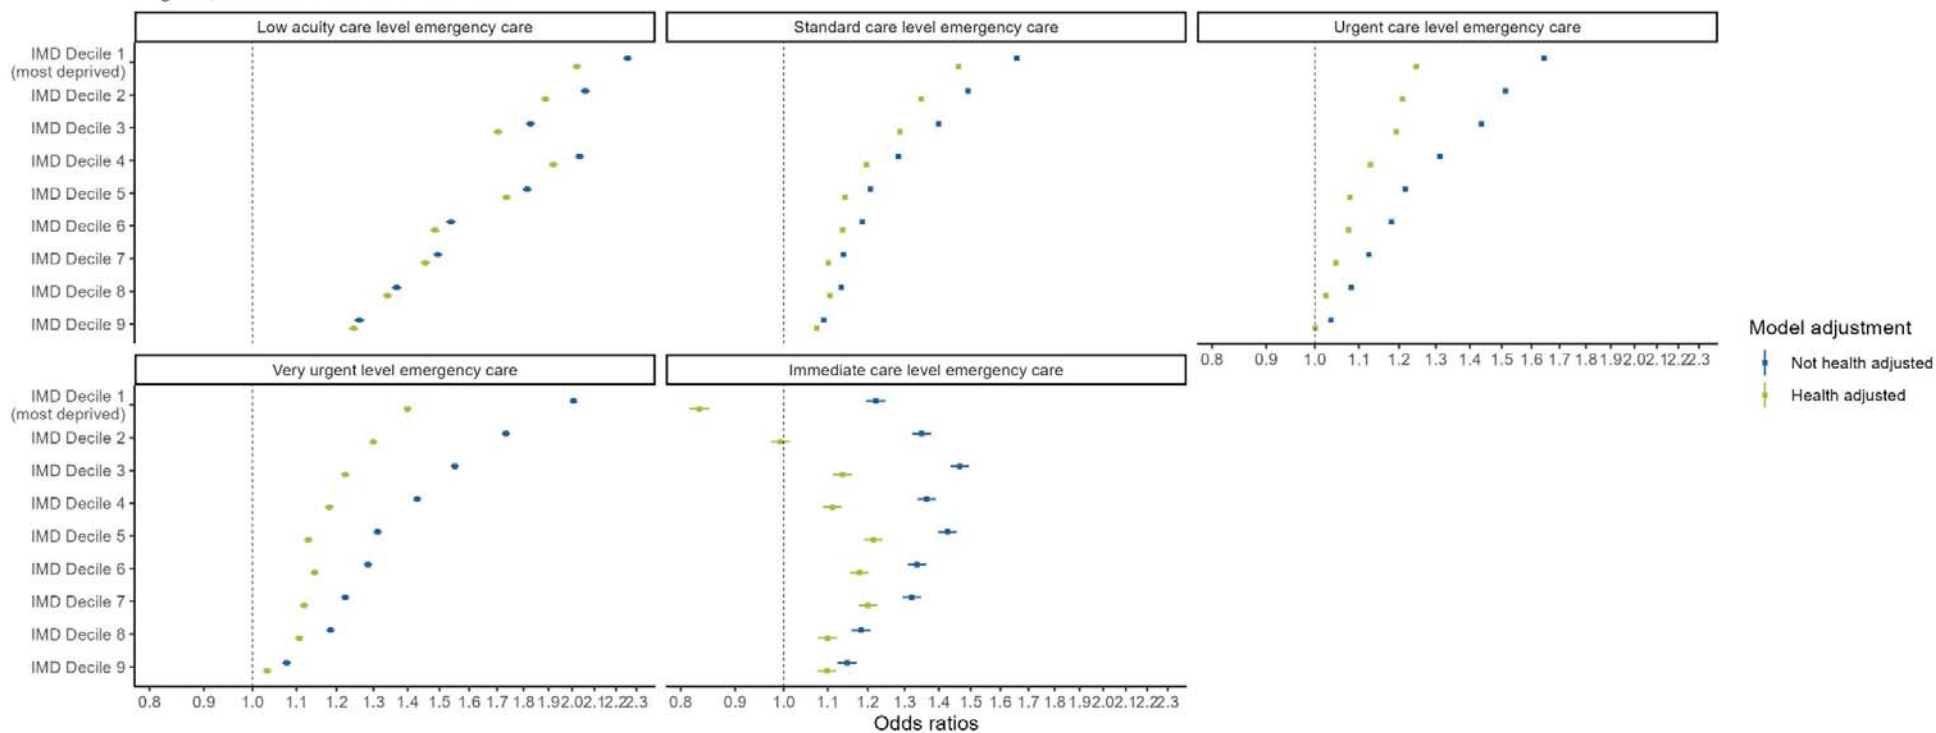 Low acuity care level emergency care
Standard care level emergency care
Urgent care level emergency care
IMD Decile 1
(most deprived)
IMD Decile 2
IMD Decile 3
IMD Decile 4
IMD Decile 5
IMD Decile 6
IMD Decile 7
IMD Decile 8
IMD Decile 9
0.8 0.9 1.0 1.1 1.2 1.3 1.4 1.5 1.6 1.7 1.8 1.92.02.12.22.3
Very urgent level emergency care
Immediate care level emergency care
IMD Decile 1
(most deprived)
IMD Decile 2
IMD Decile 3
IMD Decile 4
IMD Decile 5
IMD Decile 6
IMD Decile 7
IMD Decile 8
IMD Decile 9
0.8 0.9 1.0 1.1 1.2 1.3 1.4 1.5 1.6 1.7 1.8 1.92.02.12.22.3
0.8 0.9 1.0 1.1 1.2 1.3 1.4 1.5 1.6 1.7 1.8 1.92.02.12.22.3
Odds ratios
Model adjustment
Not health adjusted
Health adjusted